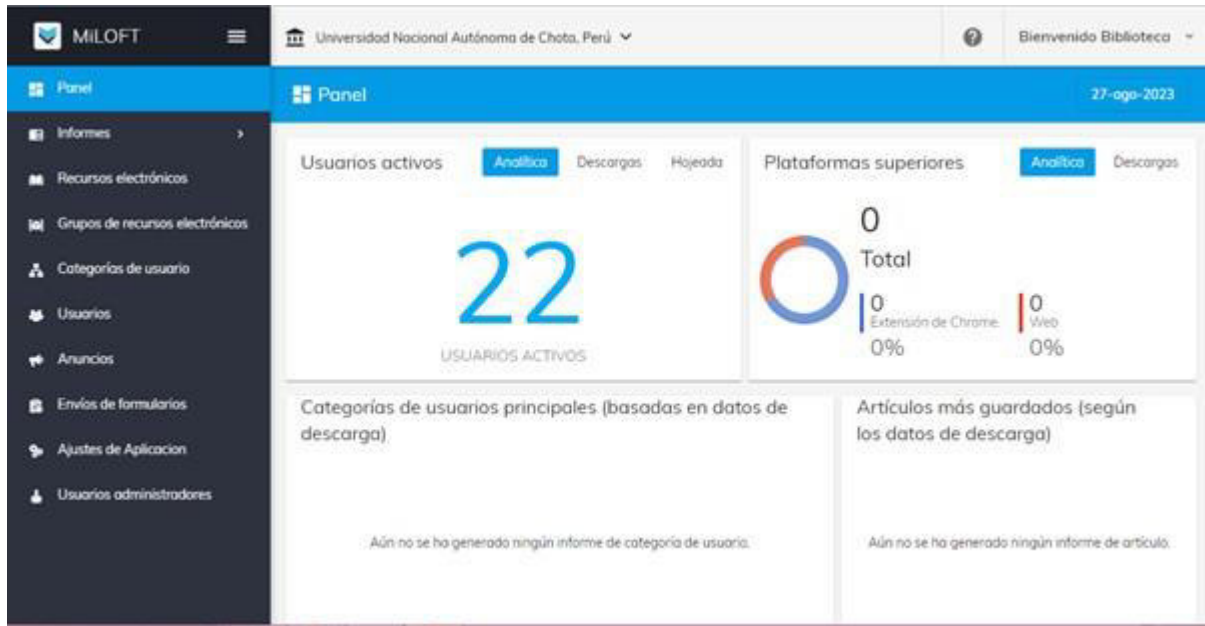 MiLOFT
Universidad Nacional Autónoma de Chota, Perú
Bienvenido Biblioteca
Panel
Informes
Recursos electrónicos
Grupos de recursos electrónicos
Categorías de usuario
Usuarios
Anuncios
Envíos de formularios
Ajustes de Aplicacion
Usuarios administradores
Panel
27-ago-2023
Usuarios activos
Analítica Descargas Hojeada
22
USUARIOS ACTIVOS
Plataformas superiores
Analítica Descargas
0
Total
0
Extensión de Chrome
0%
0
Web
0%
Categorías de usuarios principales (basadas en datos de
descarga)
Aún no se ha generado ningún informe de categoría de usuario.
Artículos más guardados (según
los datos de descarga)
Aún no se ha generado ningún informe de artículo.